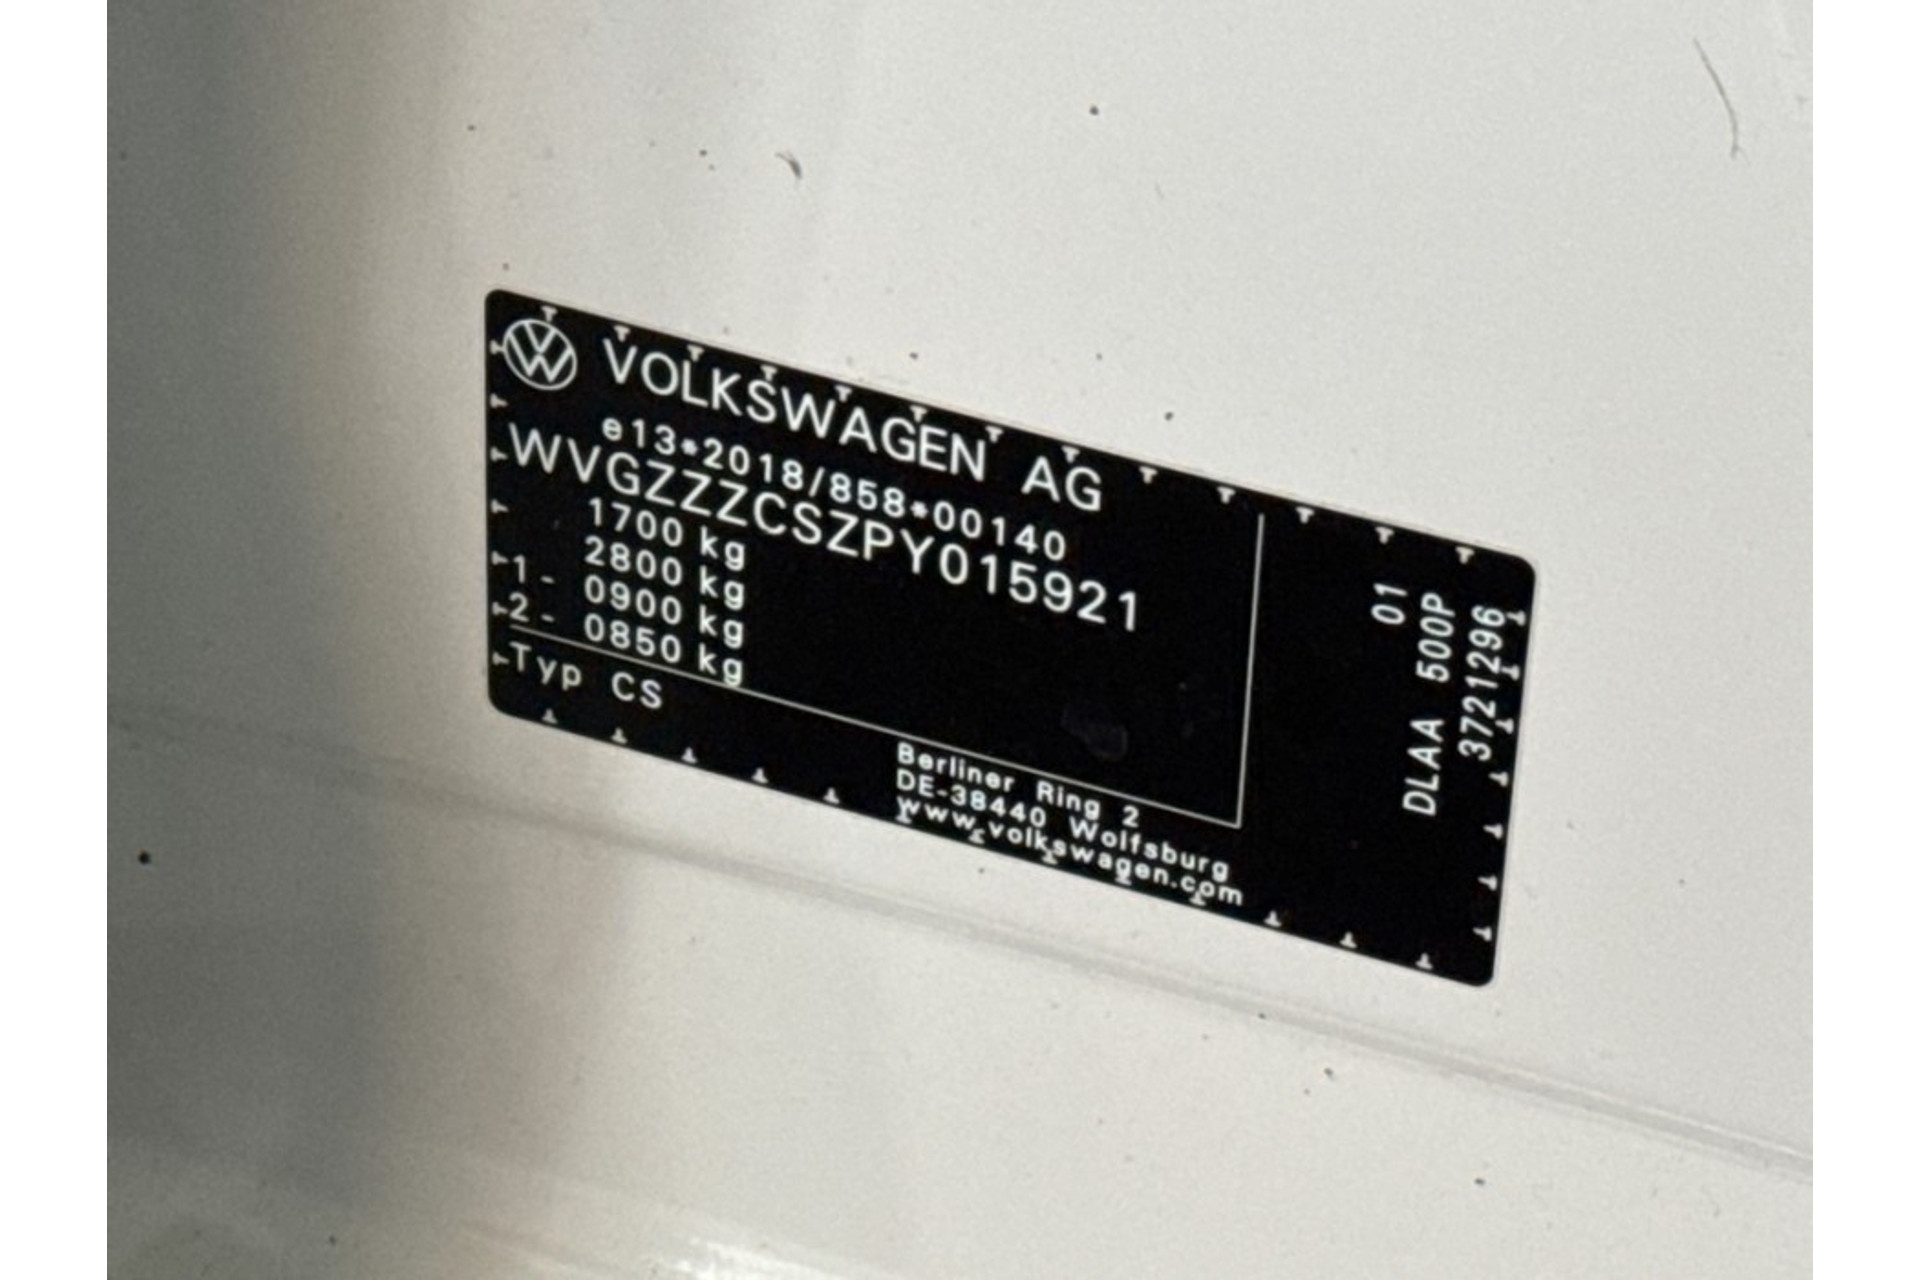 VOLKSWAGEN AG
e13*2018/858*00140
WVGZZZCSZPY015921
1700 kg
2800 kg
1- 0900 kg
2- 0850 kg
Typ CS
Berliner Ring 2
DE-38440 Wolfsburg
www.volkswagen.com
01
DLAA 500P
3721296